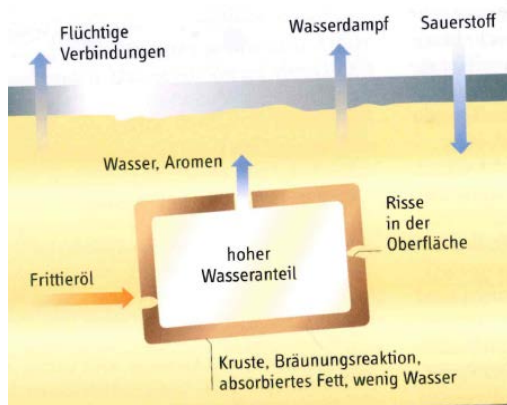 Flüchtige
Verbindungen
Wasserdampf
Sauerstoff
Wasser, Aromen
Risse
in der
Oberfläche
hoher
Wasseranteil
Frittieröl
Kruste, Bräunungsreaktion,
absorbiertes Fett, wenig Wasser